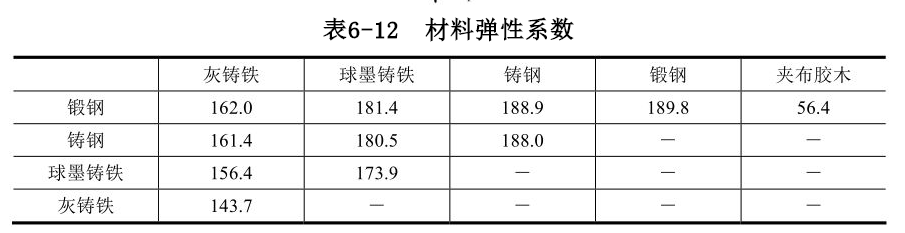 表6-12 材料弹性系数
灰铸铁 球墨铸铁 铸钢 锻钢 夹布胶木
锻钢 162.0 181.4 188.9 189.8 56.4
铸钢 161.4 180.5 188.0 — —
球墨铸铁 156.4 173.9 — — —
灰铸铁 143.7 — — — —